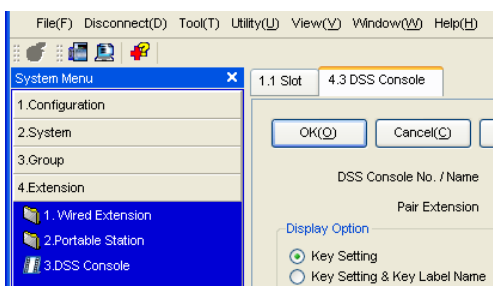 File(F) Disconnect(D) Tool(T) Utility(U) View(V) Window(W) Help(H)
System Menu X
1.1 Slot 4.3 DSS Console
1.Configuration
2.System
3.Group
4.Extension
1. Wired Extension
2.Portable Station
3.DSS Console
OK(O) Cancel(C)
DSS Console No. / Name
Pair Extension
Display Option
Key Setting
Key Setting & Key Label Name